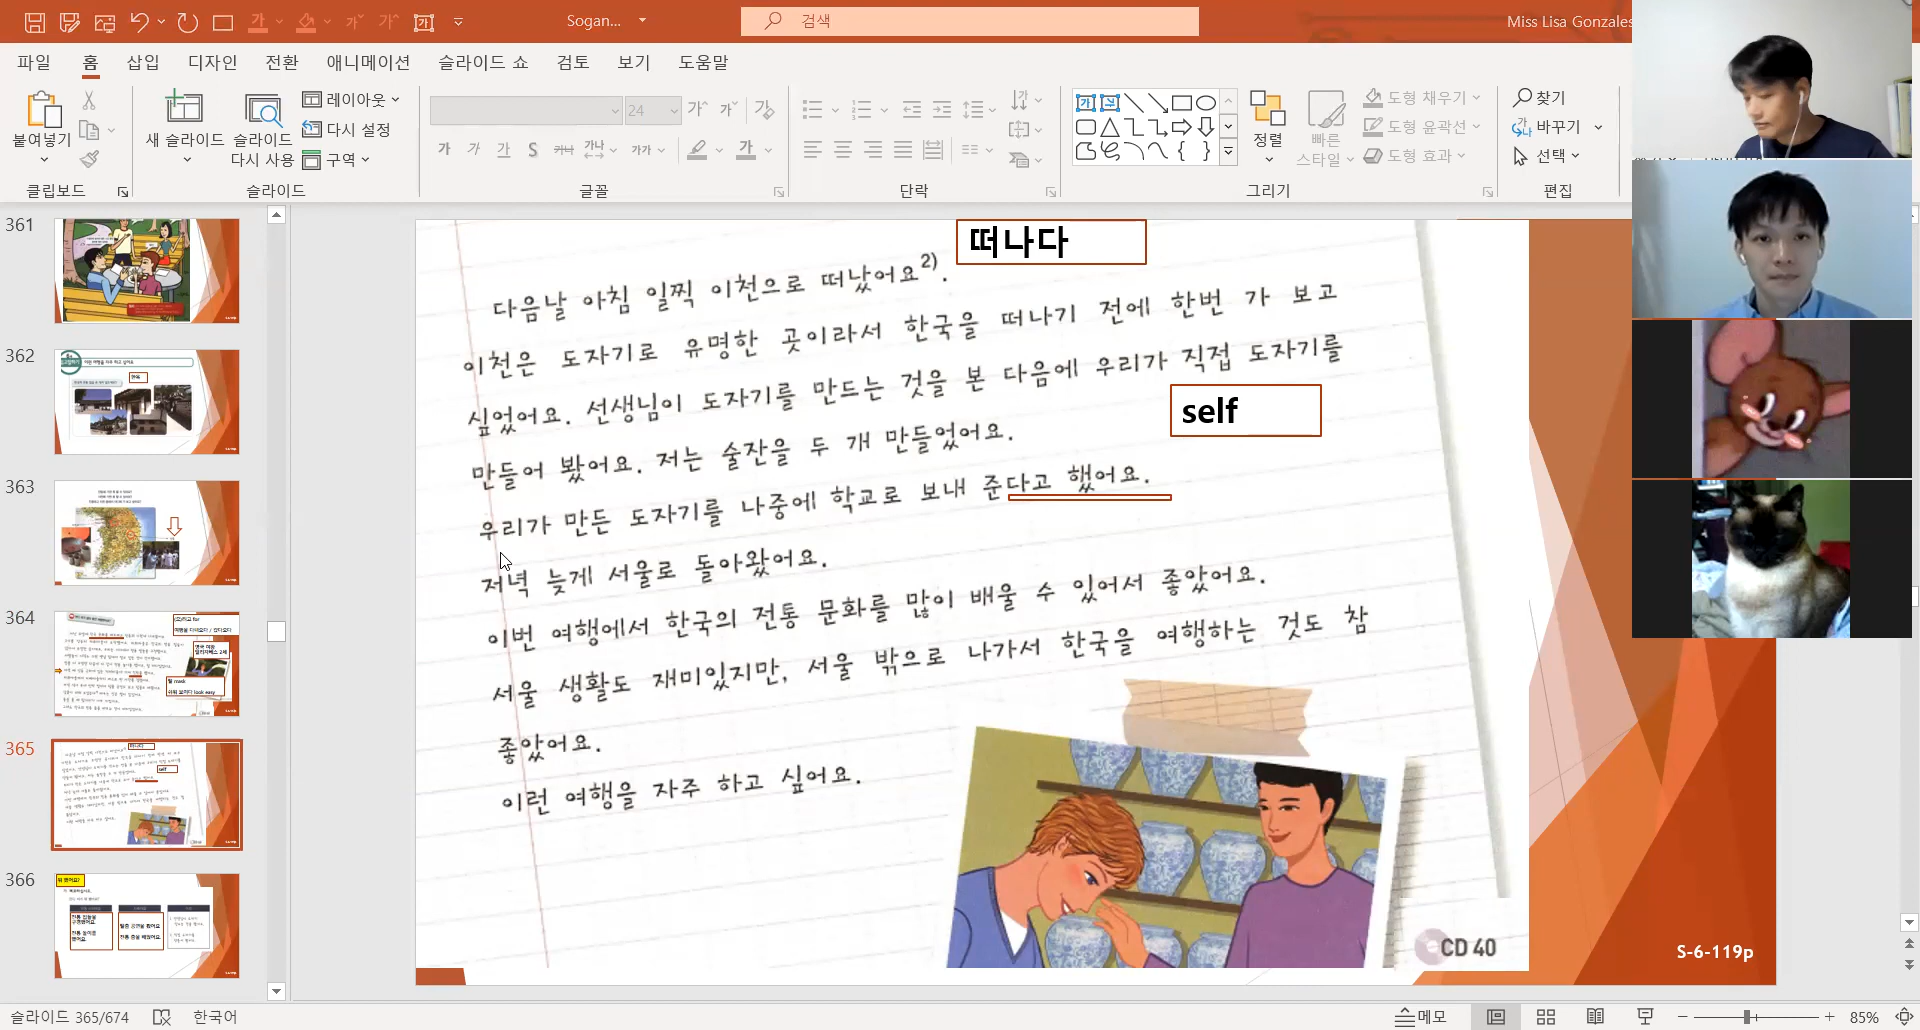 Sogan...
검색
Miss Lisa Gonzales
파일 홈 삽입 디자인 전환 애니메이션 슬라이드 쇼 검토 보기 도움말
붙여넣기
클립보드
새 슬라이드
슬라이드 다시 사용
레이아웃
다시 설정
구역
슬라이드
24
글꼴
단락
정렬
빠른 스타일
도형 채우기
도형 윤곽선
도형 효과
그리기
찾기
바꾸기
선택
편집
361
362
363
364
365
366
떠나다
다음날 아침 일찍 이천으로 떠났어요2).
이천은 도자기로 유명한 곳이라서 한국을 떠나기 전에 한번 가 보고
싶었어요. 선생님이 도자기를 만드는 것을 본 다음에 우리가 직접 도자기를
self
만들어 봤어요. 저는 술잔을 두 개 만들었어요.
우리가 만든 도자기를 나중에 학교로 보내 준다고 했어요.
저녁 늦게 서울로 돌아왔어요.
이번 여행에서 한국의 전통 문화를 많이 배울 수 있어서 좋았어요.
서울 생활도 재미있지만, 서울 밖으로 나가서 한국을 여행하는 것도 참
좋았어요.
이런 여행을 자주 하고 싶어요.
CD 40
S-6-119p
슬라이드 365/674
한국어
메모
85%